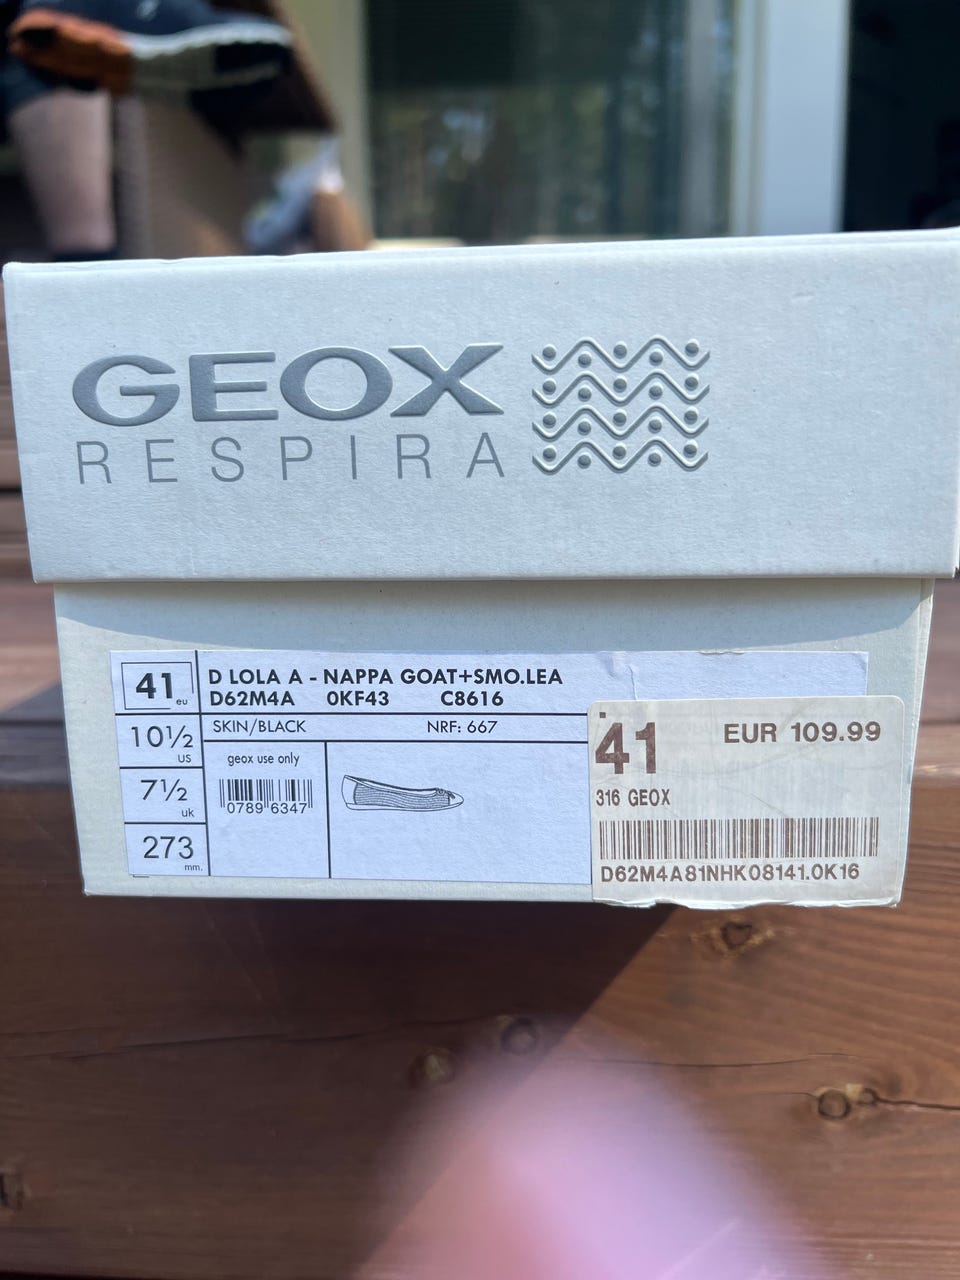 GEOX
RESPIRA
41 eu
10½ US
7½ uk
273 mm.
D LOLA A - NAPPA GOAT+SMO.LEA
D62M4A 0KF43 C8616
SKIN/BLACK NRF: 667
geox use only
0789 6347
41 EUR 109.99
316 GEOX
D62M4A81NHK08141.0K16